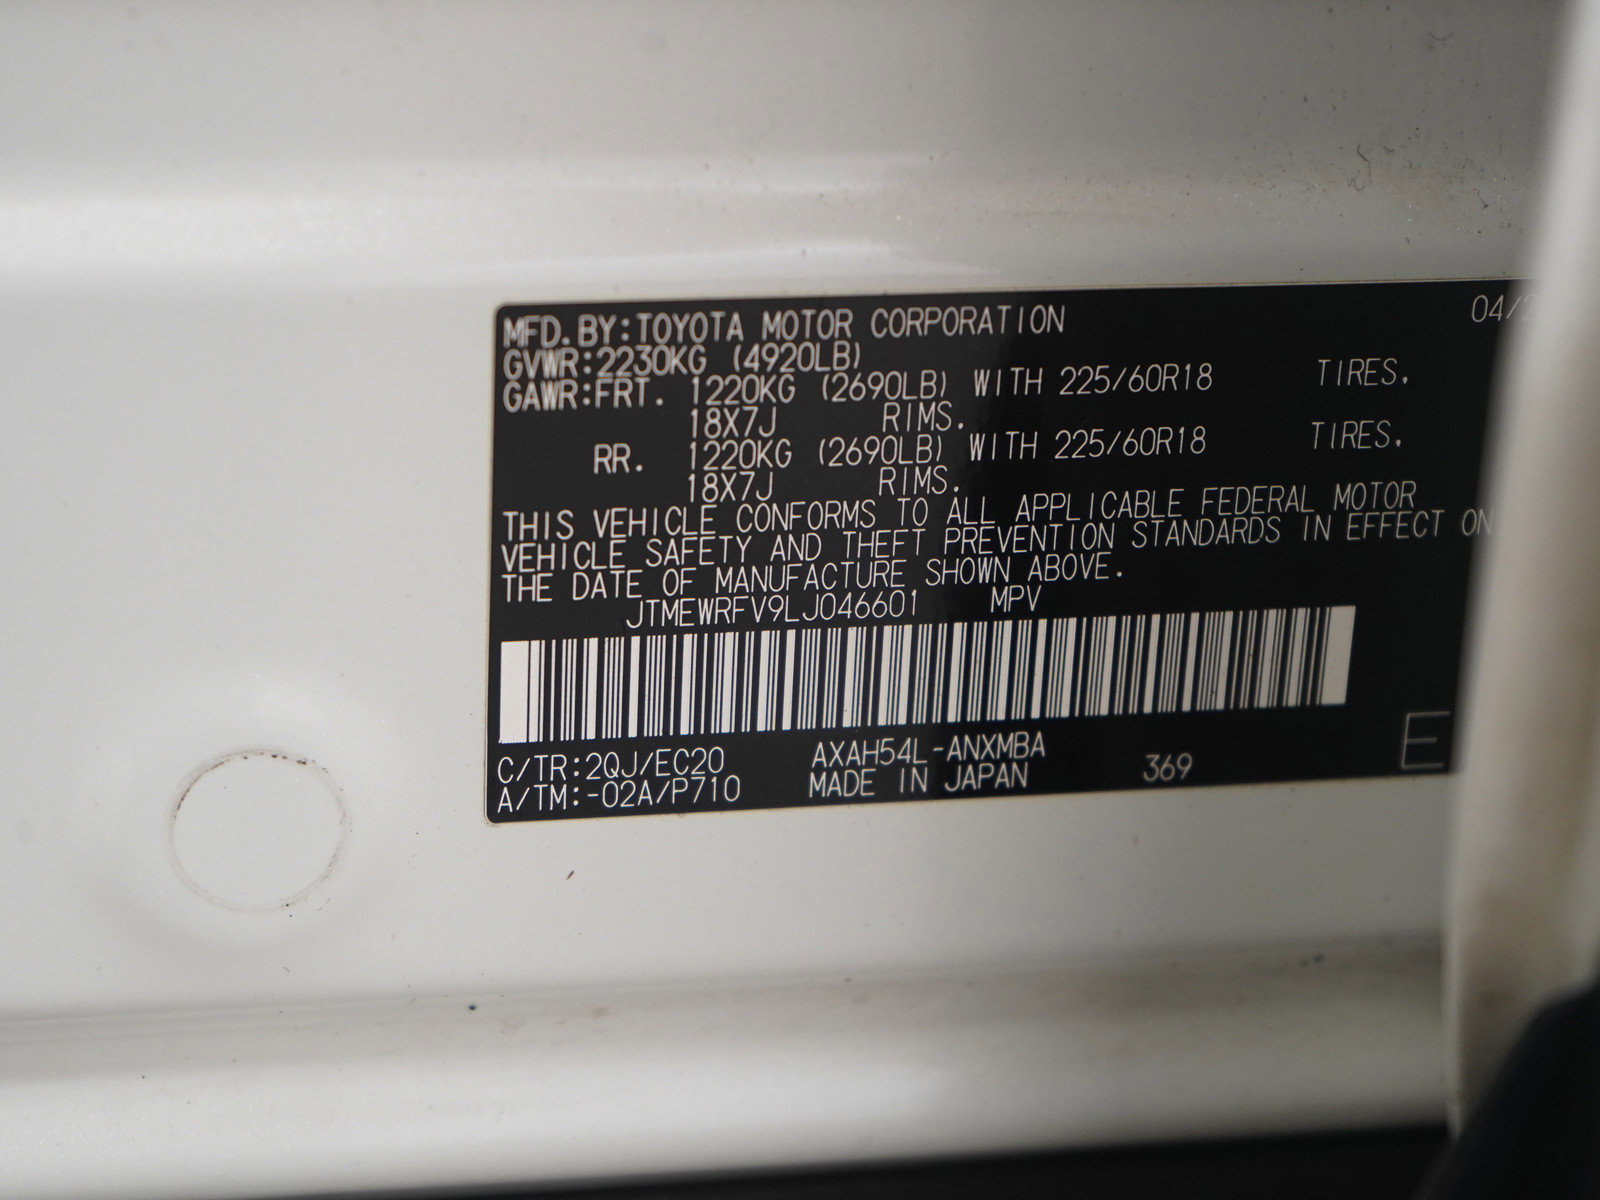 MFD.BY:TOYOTA MOTOR CORPORATION 04/2
GVWR:2230KG (4920LB)
GAWR:FRT. 1220KG (2690LB) WITH 225/60R18 TIRES.
18X7J RIMS.
RR. 1220KG (2690LB) WITH 225/60R18 TIRES.
18X7J RIMS.
THIS VEHICLE CONFORMS TO ALL APPLICABLE FEDERAL MOTOR
VEHICLE SAFETY AND THEFT PREVENTION STANDARDS IN EFFECT ON
THE DATE OF MANUFACTURE SHOWN ABOVE.
JTMEWRFV9LJ046601 MPV
C/TR:2QJ/EC20 AXAH54L-ANXMBA
A/TM:-02A/P710 MADE IN JAPAN 369 E